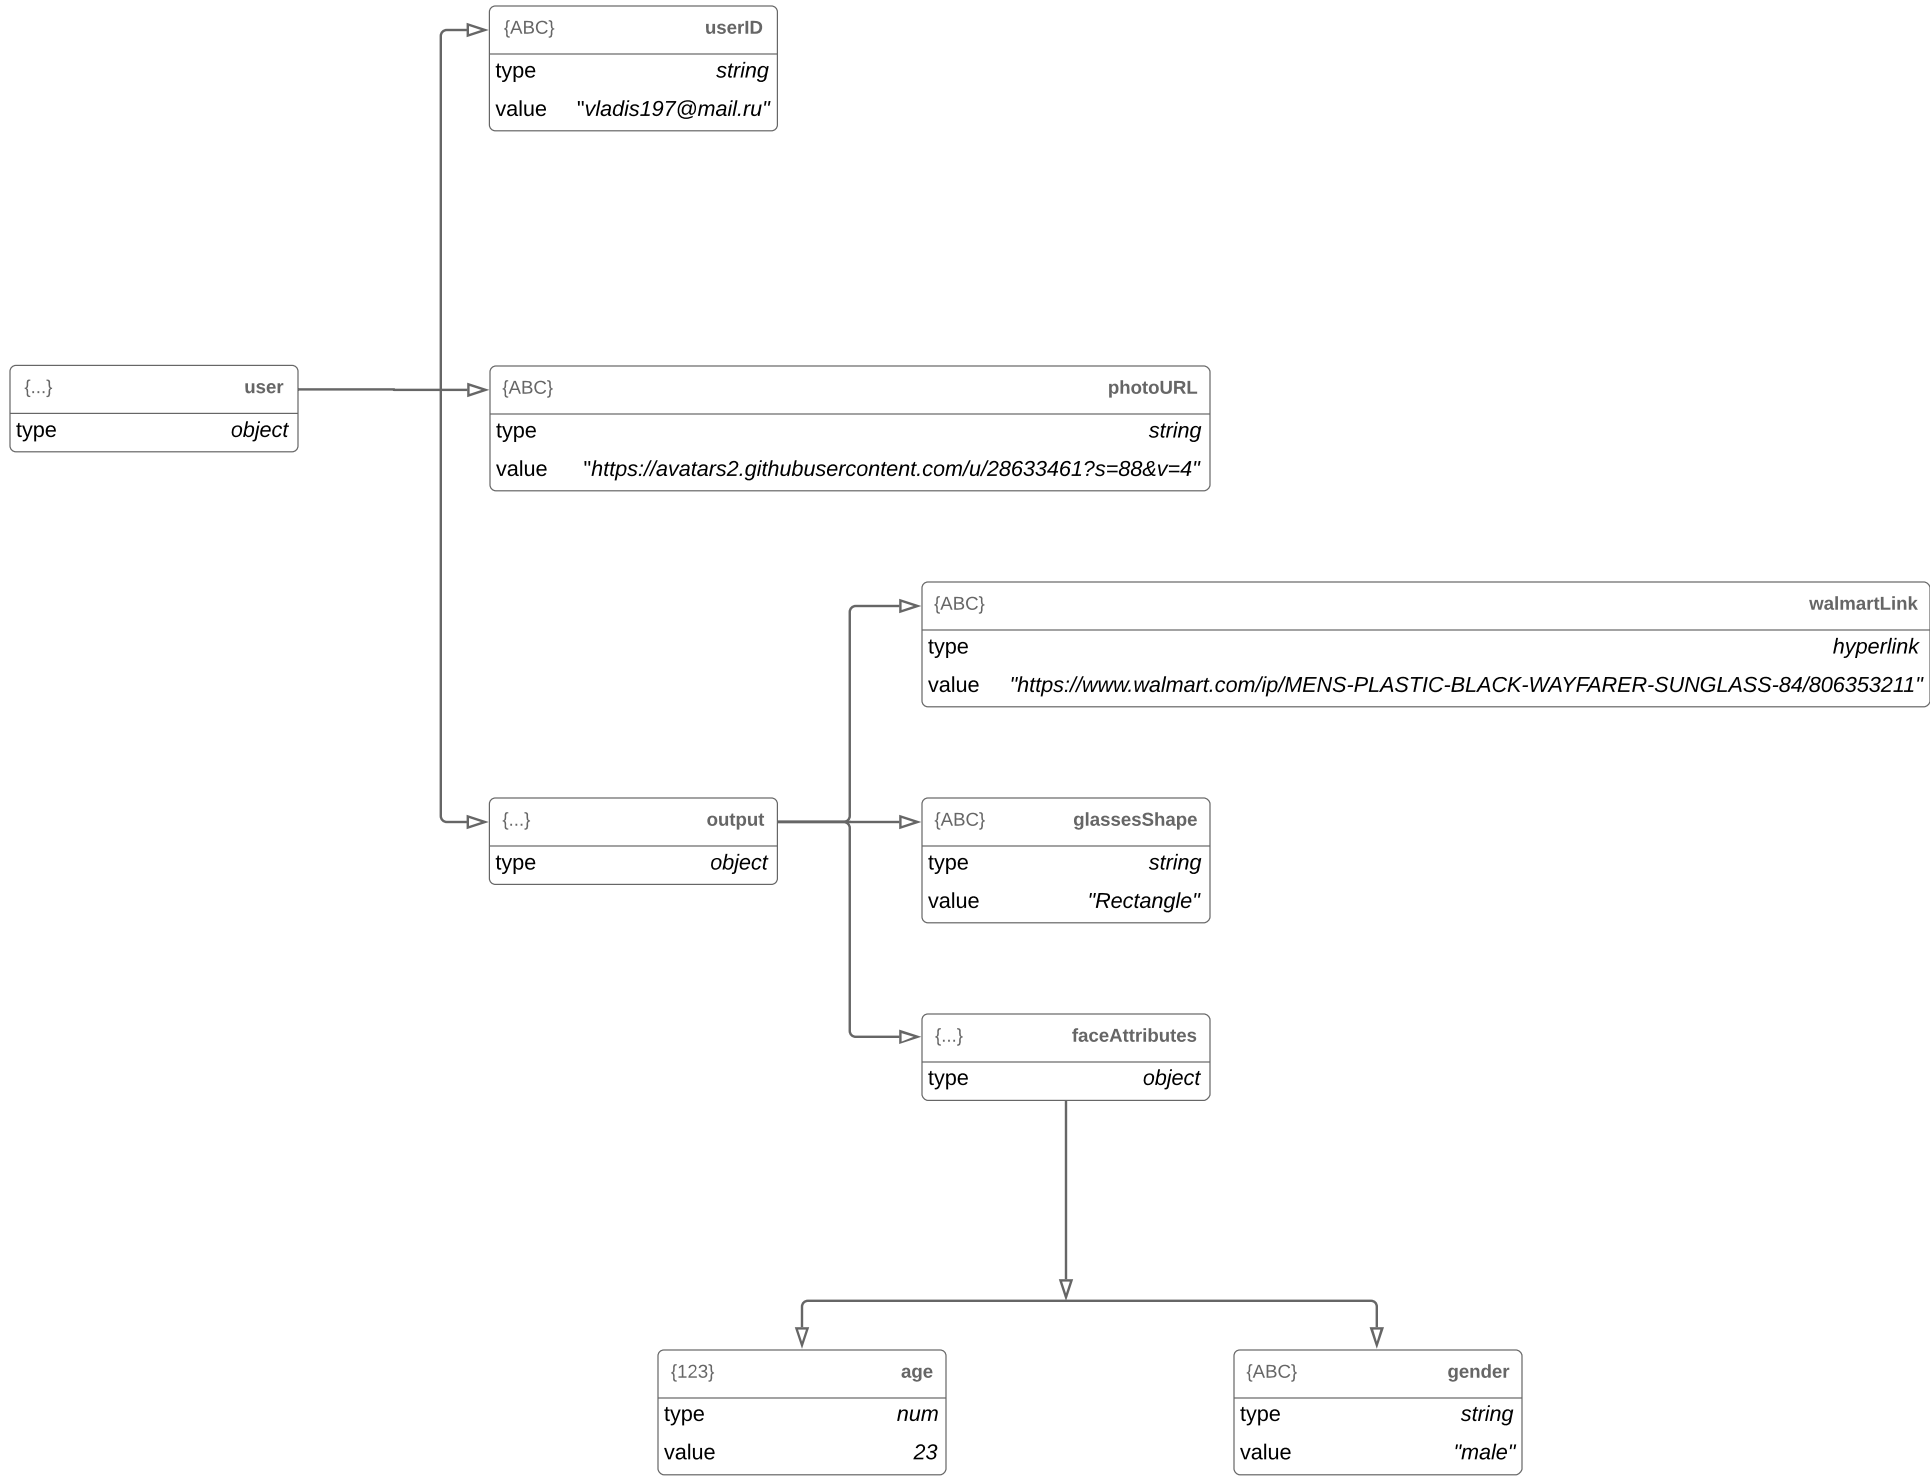 {ABC} userID
type string
value "vladis197@mail.ru"
{...} user
type object
{ABC} photoURL
type string
value "https://avatars2.githubusercontent.com/u/28633461?s=88&v=4"
{ABC} walmartLink
type hyperlink
value "https://www.walmart.com/ip/MENS-PLASTIC-BLACK-WAYFARER-SUNGLASS-84/806353211"
{...} output
type object
{ABC} glassesShape
type string
value "Rectangle"
{...} faceAttributes
type object
{123} age
type num
value 23
{ABC} gender
type string
value "male"